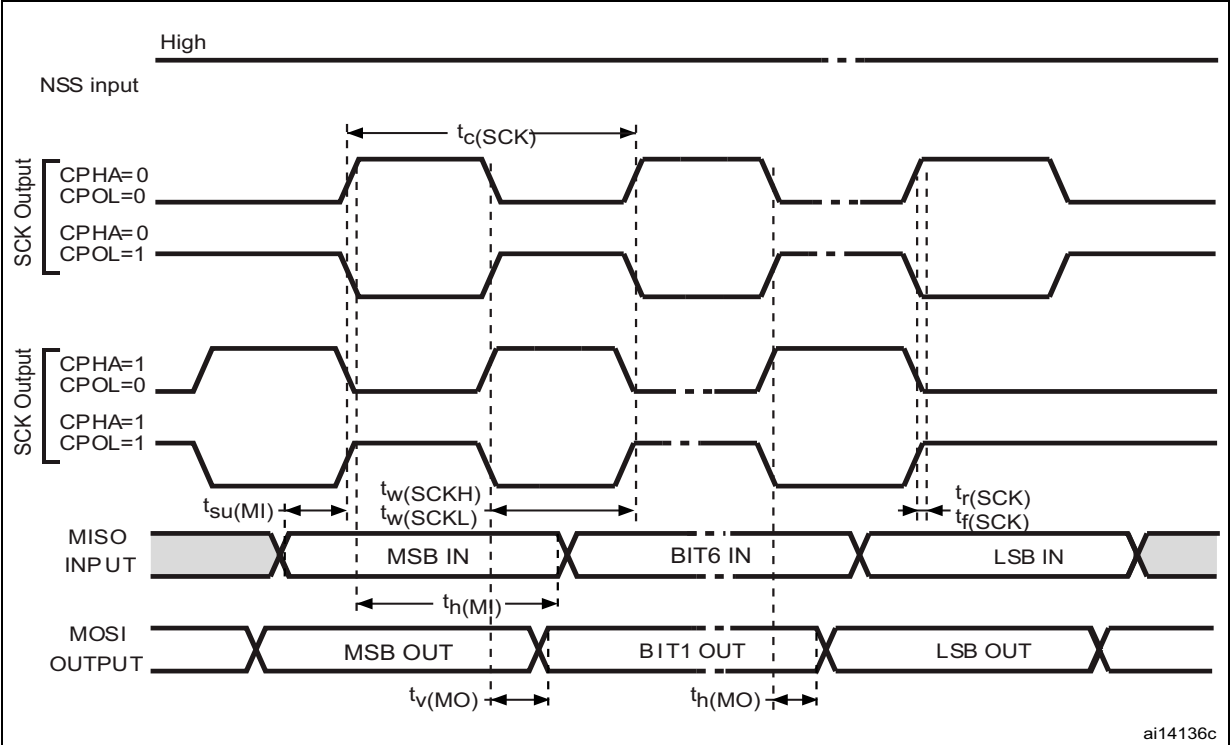 High
NSS input
tc(SCK)
SCK Output
CPHA=0
CPOL=0
CPHA=0
CPOL=1
SCK Output
CPHA=1
CPOL=0
CPHA=1
CPOL=1
tsu(MI)
tw(SCKH)
tw(SCKL)
tr(SCK)
tf(SCK)
MISO
INPUT
MSB IN
BIT6 IN
LSB IN
th(MI)
MOSI
OUTPUT
MSB OUT
BIT1 OUT
LSB OUT
tv(MO)
th(MO)
ai14136c